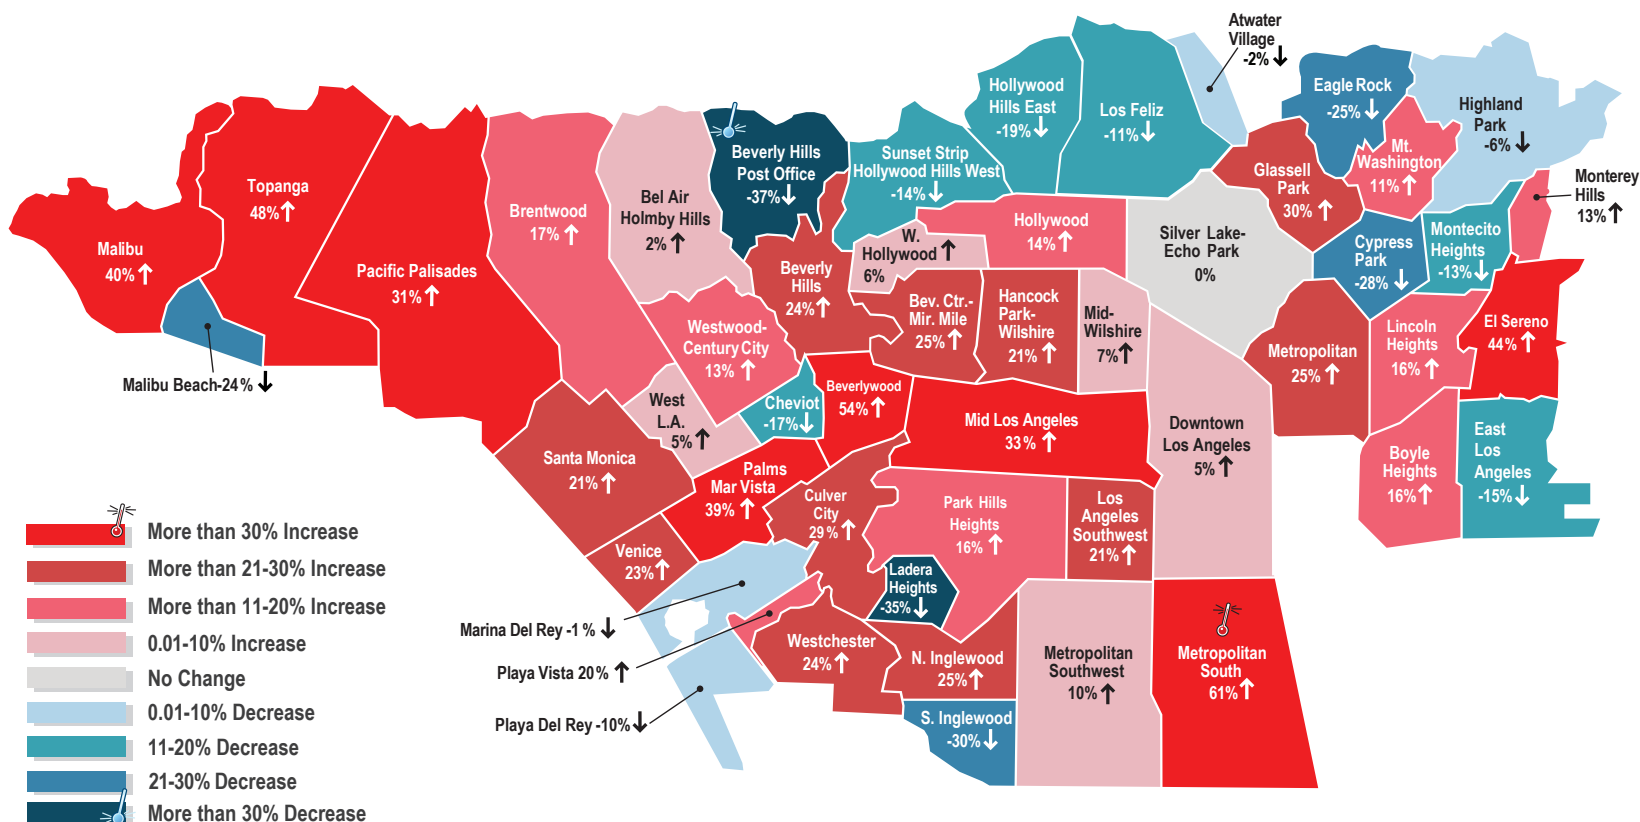 Atwater
Village
-2%
Eagle Rock
-25%
Highland
Park
-6%
Hollywood
Hills East
-19%
Los Feliz
-11%
Mt.
Washington
11%
Monterey
Hills
13%
Glassell
Park
30%
Beverly Hills
Post Office
-37%
Sunset Strip
Hollywood Hills West
-14%
Topanga
48%
Bel Air
Holmby Hills
2%
Brentwood
17%
Malibu
40%
Pacific Palisades
31%
Hollywood
14%
W.
Hollywood
6%
Silver Lake-
Echo Park
0%
Cypress
Park
-28%
Montecito
Heights
-13%
Beverly
Hills
24%
Bev. Ctr.-
Mir. Mile
25%
Hancock
Park-
Wilshire
21%
Mid-
Wilshire
7%
Westwood-
Century City
13%
Metropolitan
25%
Lincoln
Heights
16%
El Sereno
44%
Malibu Beach-24%
West
L.A.
5%
Cheviot
-17%
Beverlywood
54%
Mid Los Angeles
33%
Downtown
Los Angeles
5%
Boyle
Heights
16%
East
Los
Angeles
-15%
Santa Monica
21%
Palms
Mar Vista
39%
Culver
City
29%
Park Hills
Heights
16%
Los
Angeles
Southwest
21%
Venice
23%
Ladera
Heights
-35%
Marina Del Rey -1 %
Playa Vista 20%
Playa Del Rey -10%
Westchester
24%
N. Inglewood
25%
S. Inglewood
-30%
Metropolitan
Southwest
10%
Metropolitan
South
61%
More than 30% Increase
More than 21-30% Increase
More than 11-20% Increase
0.01-10% Increase
No Change
0.01-10% Decrease
11-20% Decrease
21-30% Decrease
More than 30% Decrease